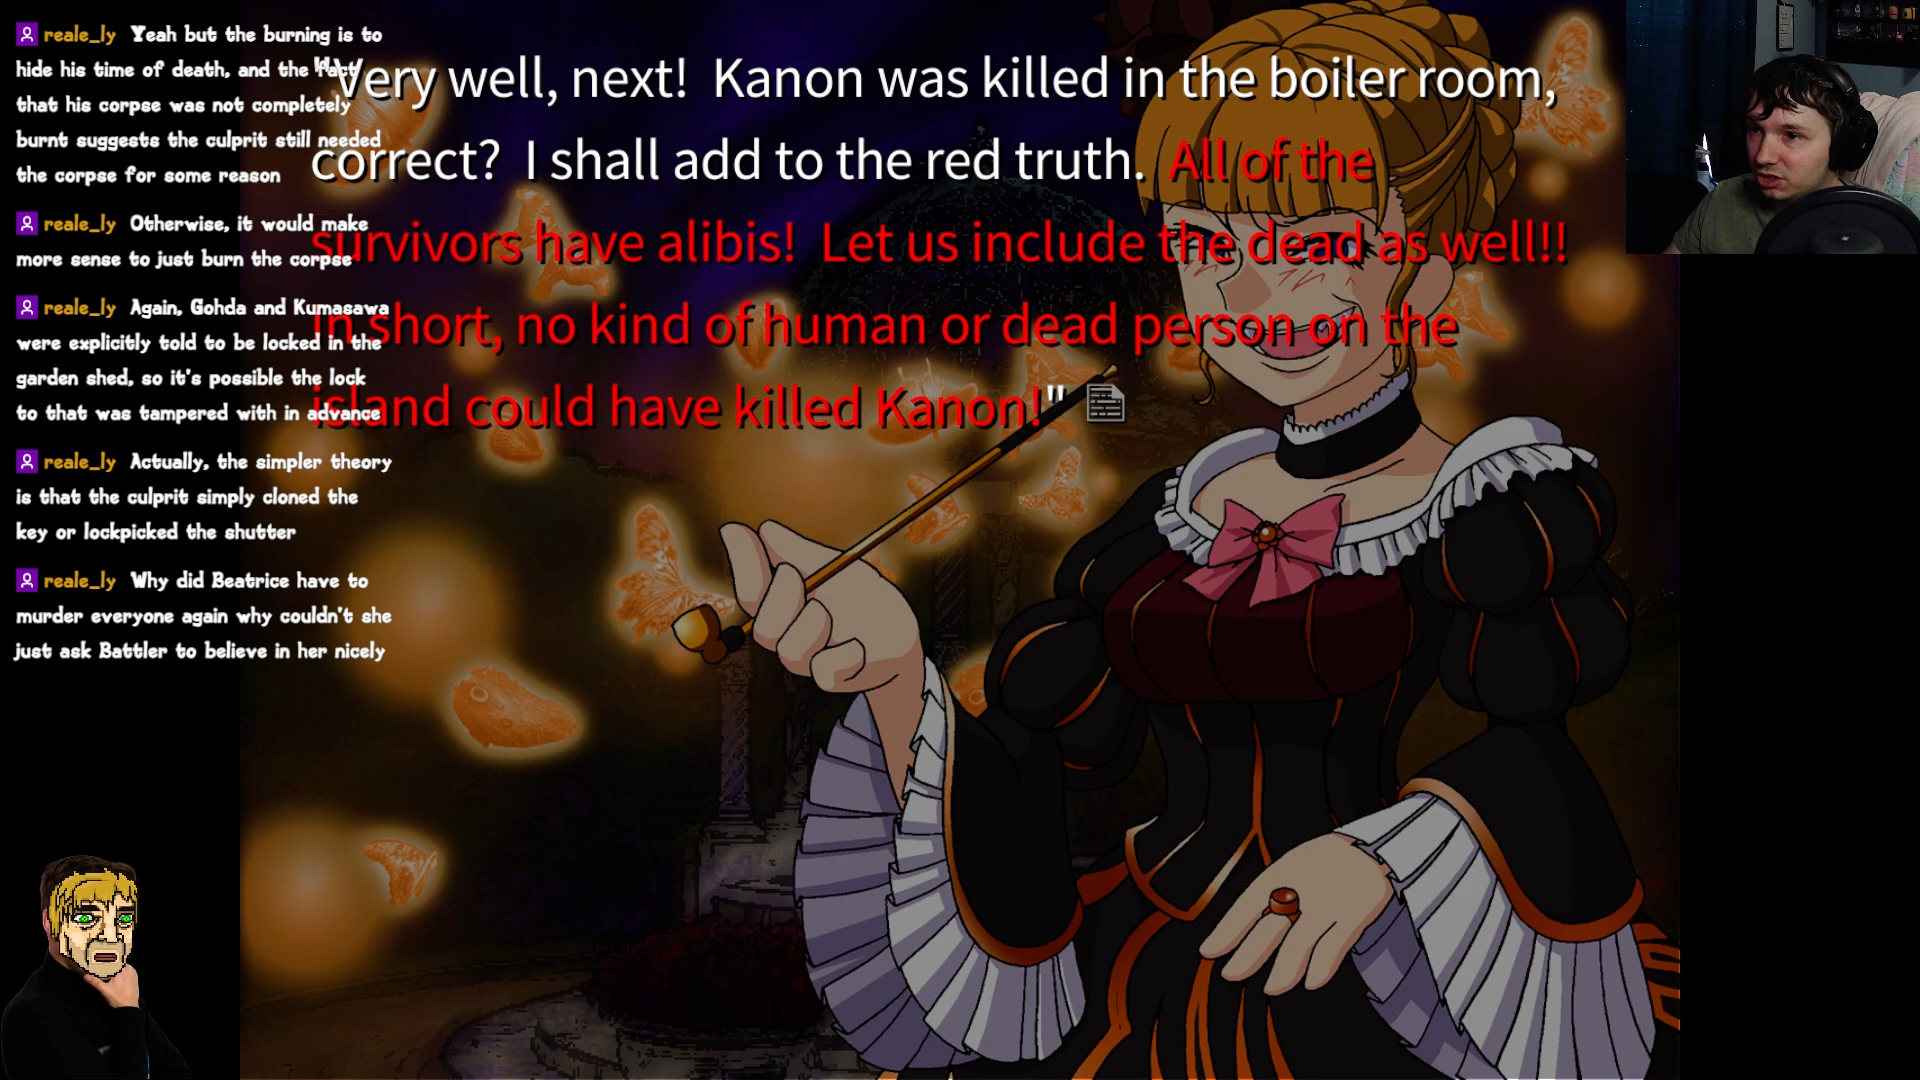 reale_ly Yeah but the burning is to
hide his time of death, and the fact
that his corpse was not completely
burnt suggests the culprit still needed
the corpse for some reason
reale_ly Otherwise, it would make
more sense to just burn the corpse
reale_ly Again, Gohda and Kumasawa
were explicitly told to be locked in the
garden shed, so it's possible the lock
to that was tampered with in advance
reale_ly Actually, the simpler theory
is that the culprit simply cloned the
key or lockpicked the shutter
reale_ly Why did Beatrice have to
murder everyone again why couldn't she
just ask Battler to believe in her nicely
"Very well, next! Kanon was killed in the boiler room,
correct? I shall add to the red truth. All of the
survivors have alibis! Let us include the dead as well!!
In short, no kind of human or dead person on the
island could have killed Kanon!"